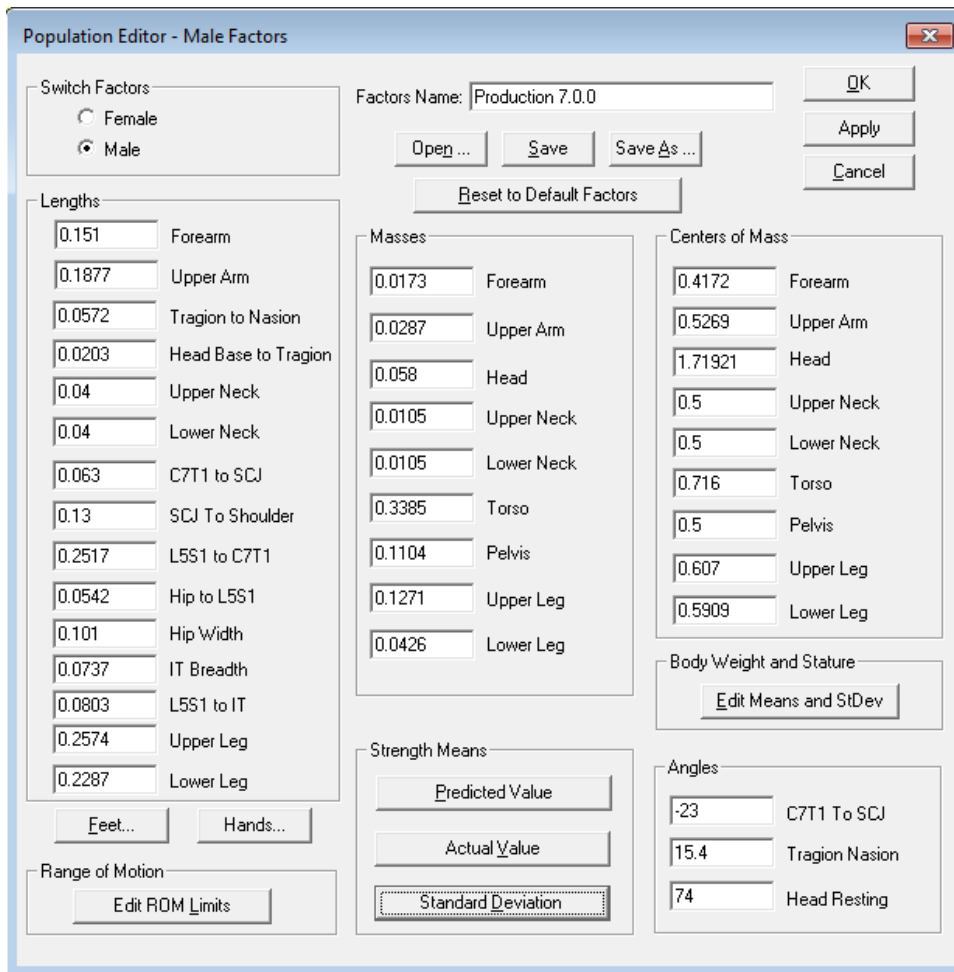 Population Editor - Male Factors
Switch Factors
Female
Male
Factors Name: Production 7.0.0
Open ...
Save
Save As ...
Reset to Default Factors
OK
Apply
Cancel
Lengths
0.151 Forearm
0.1877 Upper Arm
0.0572 Tragion to Nasion
0.0203 Head Base to Tragion
0.04 Upper Neck
0.04 Lower Neck
0.063 C7T1 to SCJ
0.13 SCJ To Shoulder
0.2517 L5S1 to C7T1
0.0542 Hip to L5S1
0.101 Hip Width
0.0737 IT Breadth
0.0803 L5S1 to IT
0.2574 Upper Leg
0.2287 Lower Leg
Feet...
Hands...
Range of Motion
Edit ROM Limits
Masses
0.0173 Forearm
0.0287 Upper Arm
0.058 Head
0.0105 Upper Neck
0.0105 Lower Neck
0.3385 Torso
0.1104 Pelvis
0.1271 Upper Leg
0.0426 Lower Leg
Strength Means
Predicted Value
Actual Value
Standard Deviation
Centers of Mass
0.4172 Forearm
0.5269 Upper Arm
1.71921 Head
0.5 Upper Neck
0.5 Lower Neck
0.716 Torso
0.5 Pelvis
0.607 Upper Leg
0.5909 Lower Leg
Body Weight and Stature
Edit Means and StDev
Angles
-23 C7T1 To SCJ
15.4 Tragion Nasion
74 Head Resting